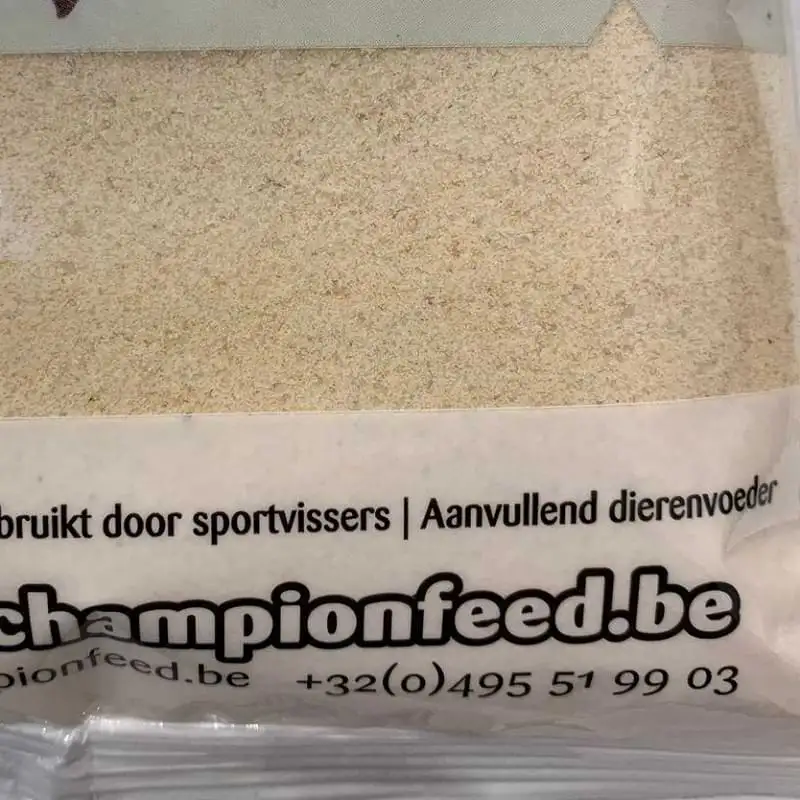 bruikt door sportvissers | Aanvullend dierenvoeder
championfeed.be
pionfeed.be +32(0)495 51 99 03